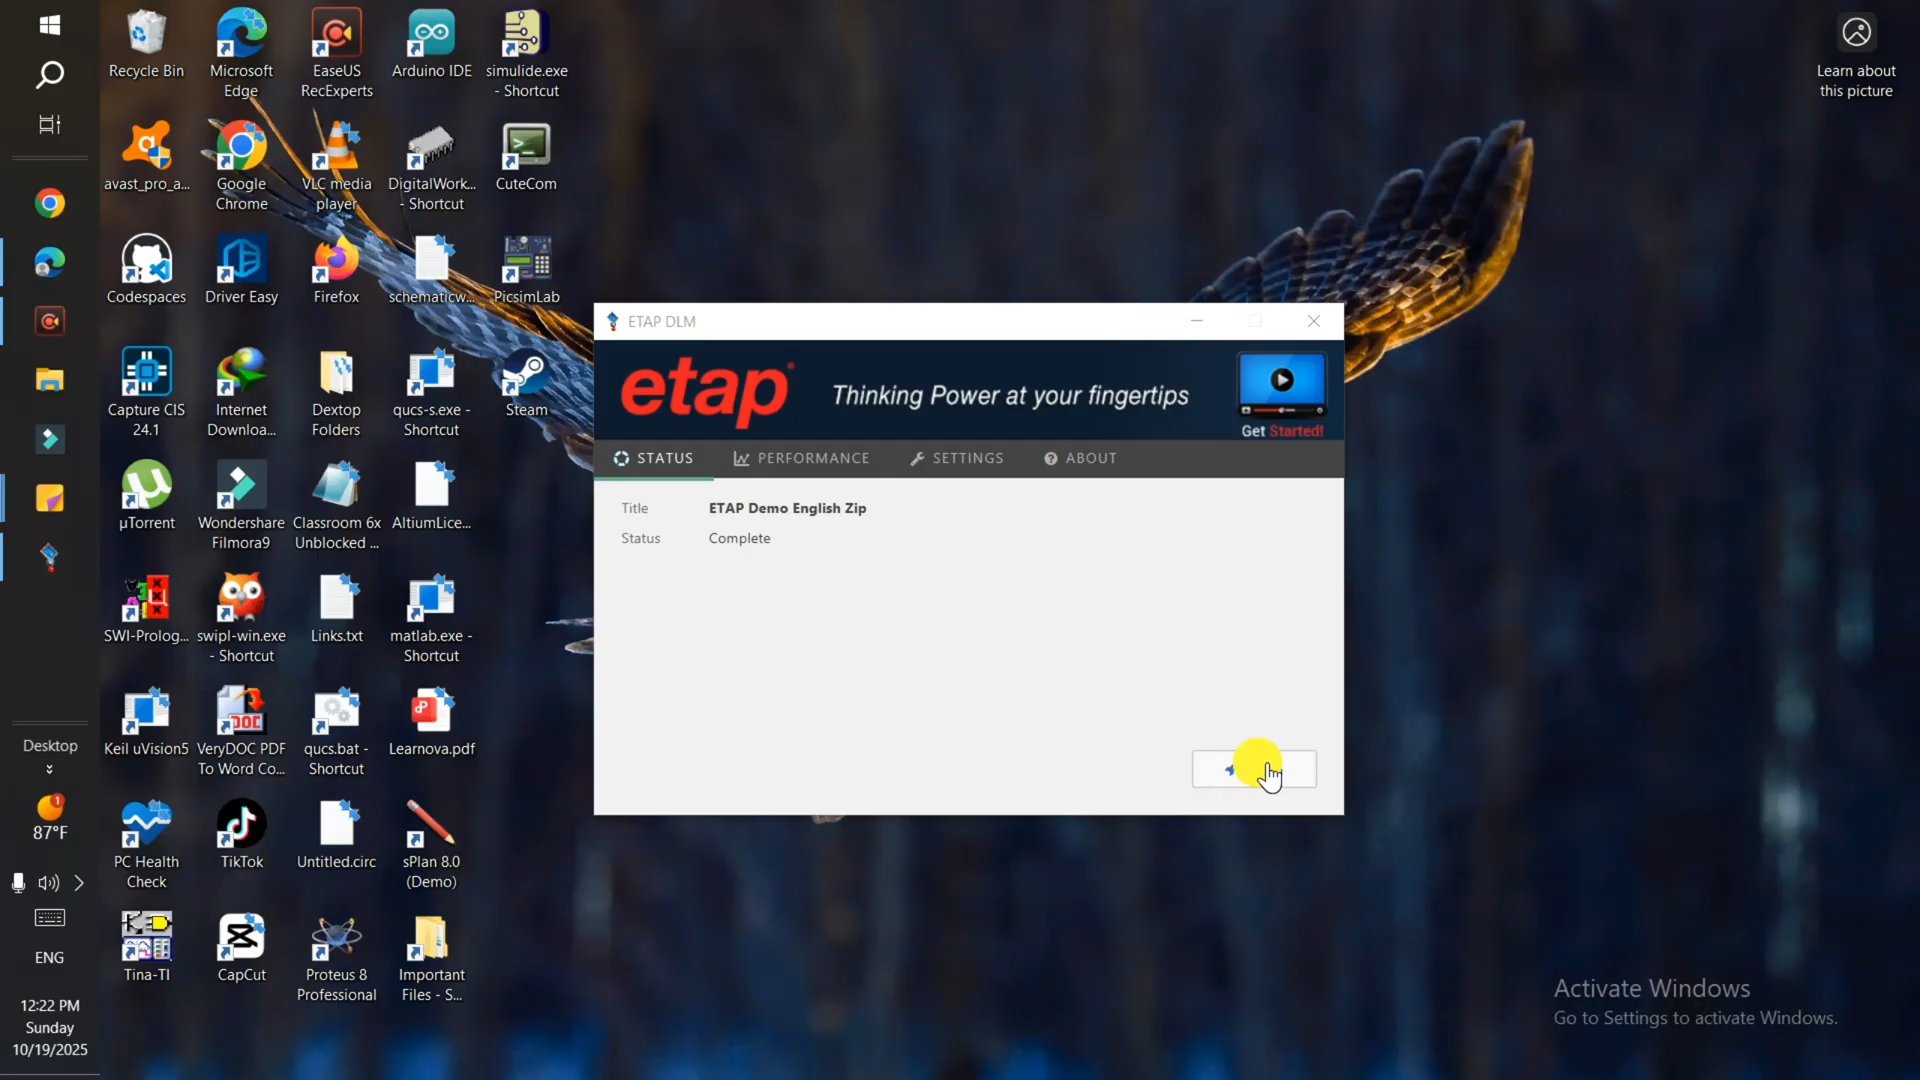 Recycle Bin
Microsoft
Edge
EaseUS
RecExperts
Arduino IDE
simulide.exe
- Shortcut
Learn about
this picture
avast_pro_a...
Google
Chrome
VLC media
player
DigitalWork...
- Shortcut
CuteCom
Codespaces
Driver Easy
Firefox
schematicw...
PicsimLab
Capture CIS
24.1
Internet
Downloa...
Dextop
Folders
qucs-s.exe -
Shortcut
Steam
µTorrent
Wondershare
Filmora9
Classroom 6x
Unblocked ...
AltiumLice...
SWI-Prolog...
swipl-win.exe
- Shortcut
Links.txt
matlab.exe -
Shortcut
Keil uVision5
VeryDOC PDF
To Word Co...
qucs.bat -
Shortcut
Learnova.pdf
PC Health
Check
TikTok
Untitled.circ
sPlan 8.0
(Demo)
Tina-TI
CapCut
Proteus 8
Professional
Important
Files - S...
ETAP DLM
etap
Thinking Power at your fingertips
Get Started!
STATUS
PERFORMANCE
SETTINGS
ABOUT
Title ETAP Demo English Zip
Status Complete
Desktop
1
87°F
ENG
12:22 PM
Sunday
10/19/2025
Activate Windows
Go to Settings to activate Windows.